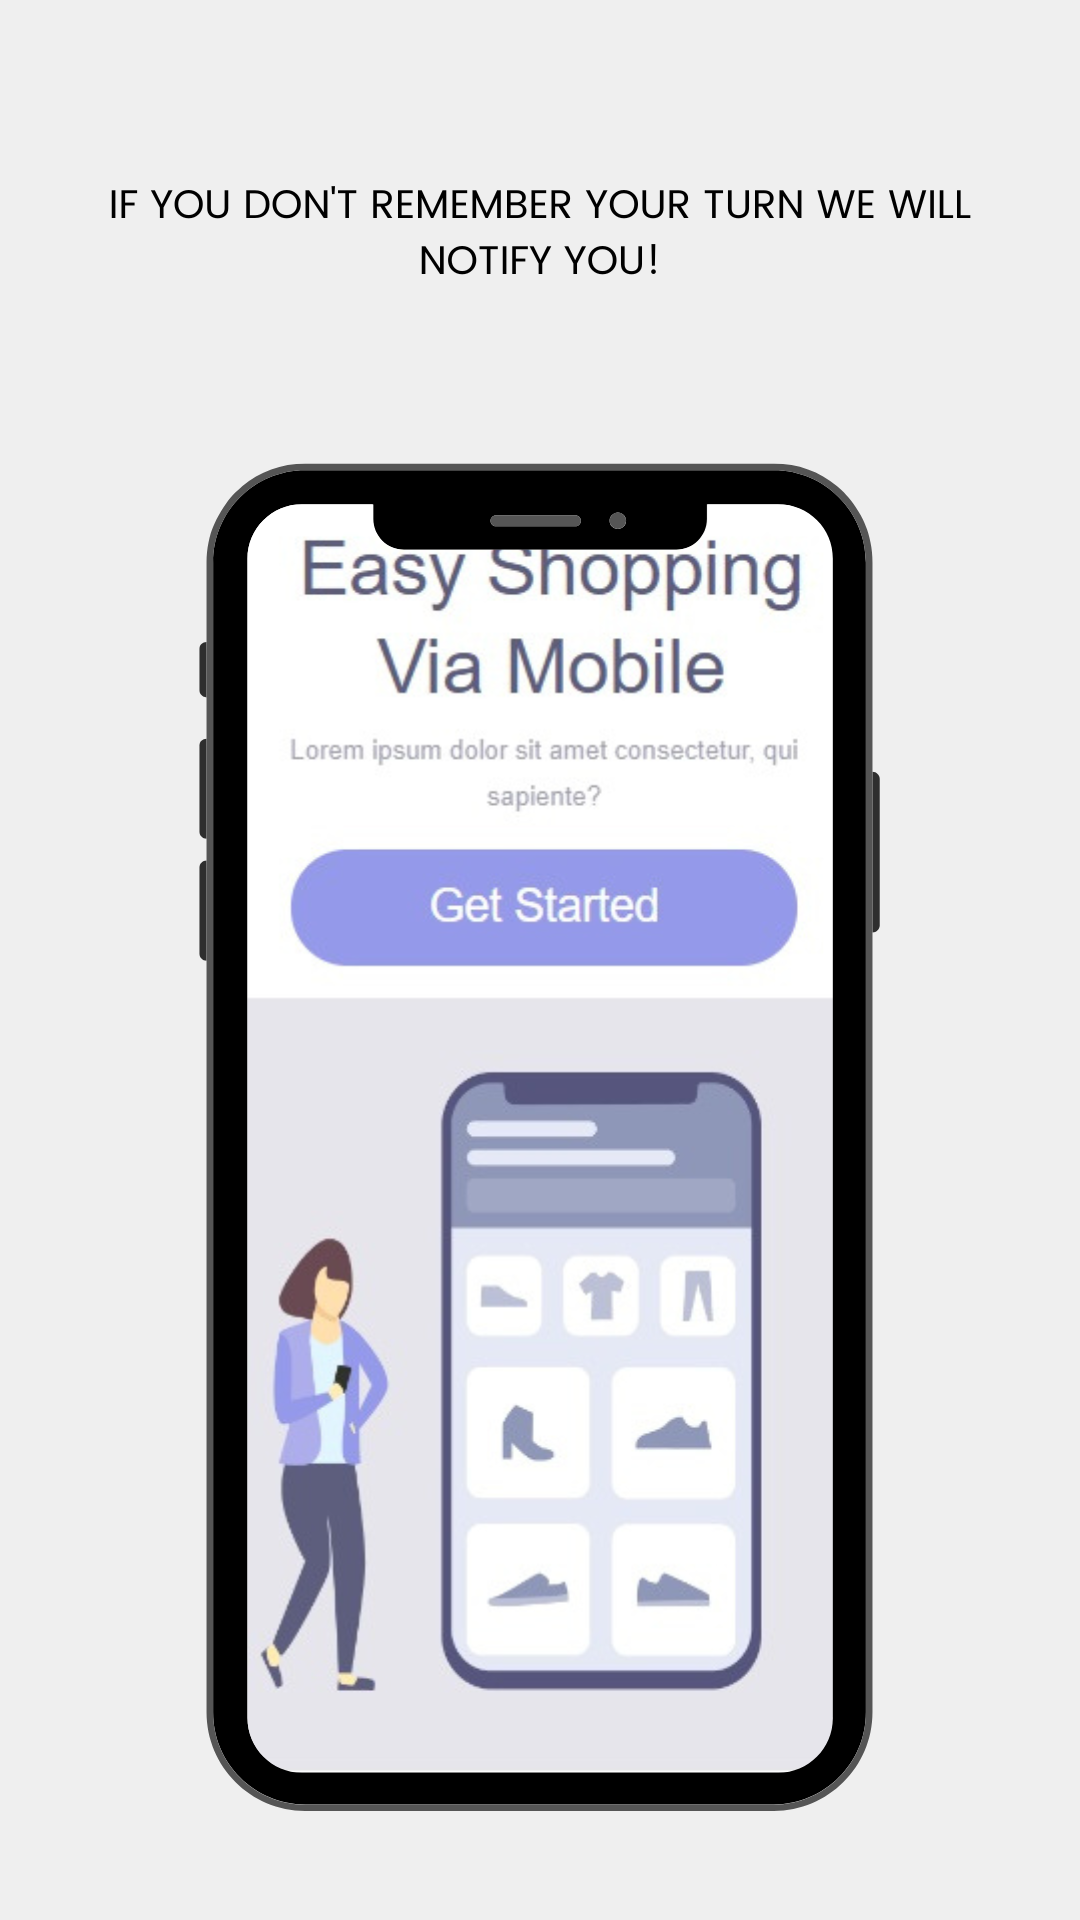 IF YOU DON'T REMEMBER YOUR TURN WE WILL
NOTIFY YOU!
Easy Shopping
Via Mobile
Lorem ipsum dolor sit amet consectetur, qui
sapiente?
Get Started